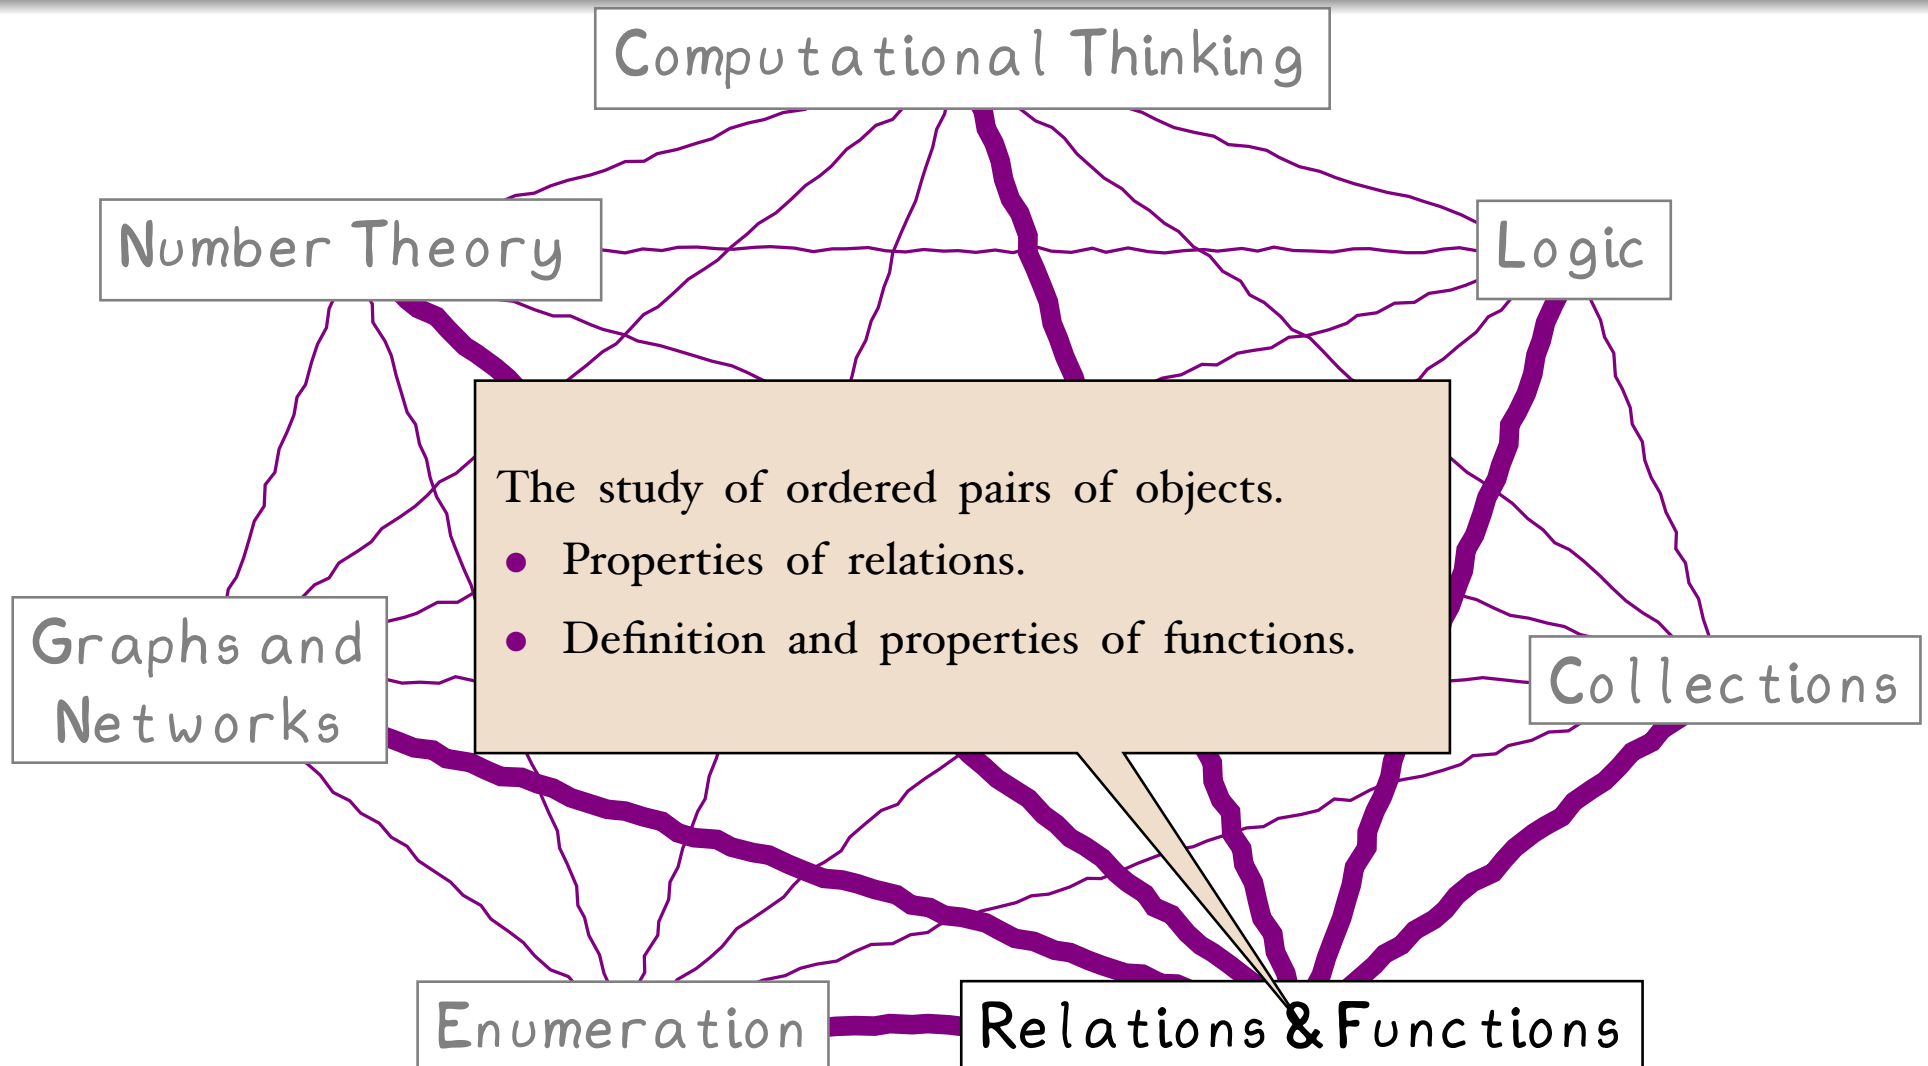 Computational Thinking
Number Theory
Logic
The study of ordered pairs of objects.
• Properties of relations.
• Definition and properties of functions.
Graphs and
Networks
Collections
Enumeration
Relations & Functions